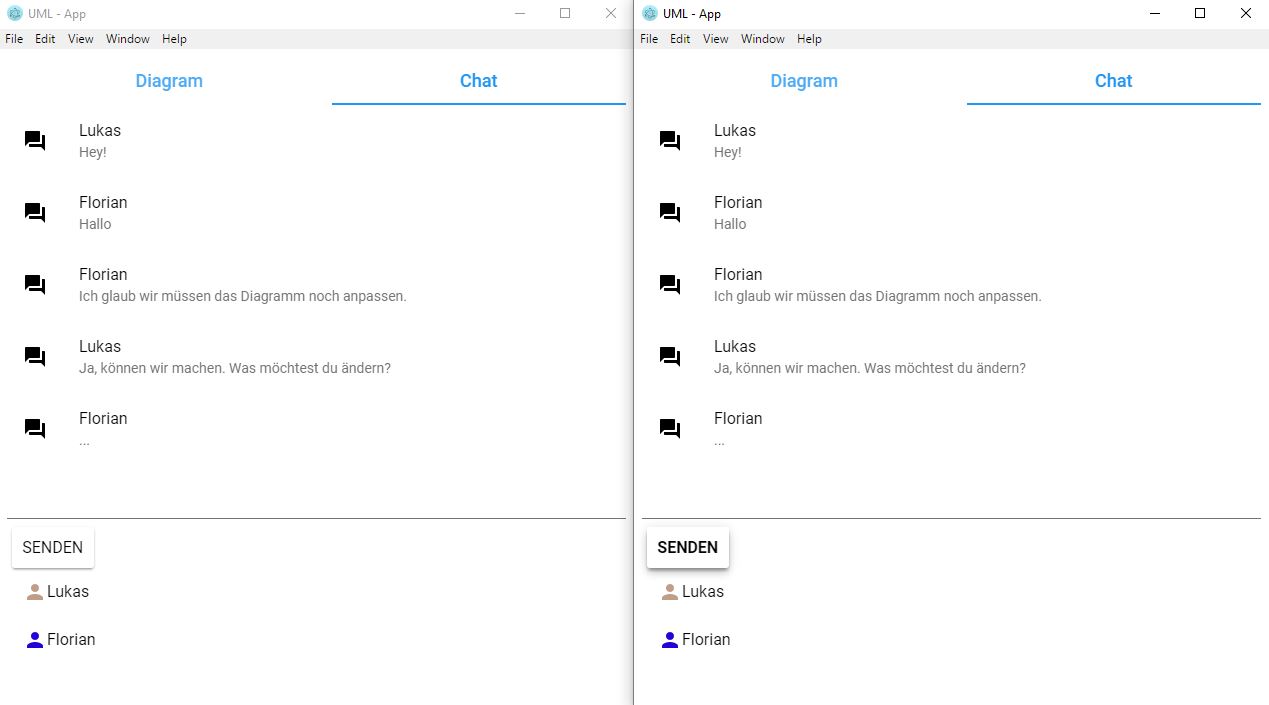 UML - App
File Edit View Window Help
Diagram Chat
Lukas
Hey!
Florian
Hallo
Florian
Ich glaub wir müssen das Diagramm noch anpassen.
Lukas
Ja, können wir machen. Was möchtest du ändern?
Florian
...
SENDEN
Lukas
Florian
UML - App
File Edit View Window Help
Diagram Chat
Lukas
Hey!
Florian
Hallo
Florian
Ich glaub wir müssen das Diagramm noch anpassen.
Lukas
Ja, können wir machen. Was möchtest du ändern?
Florian
...
SENDEN
Lukas
Florian